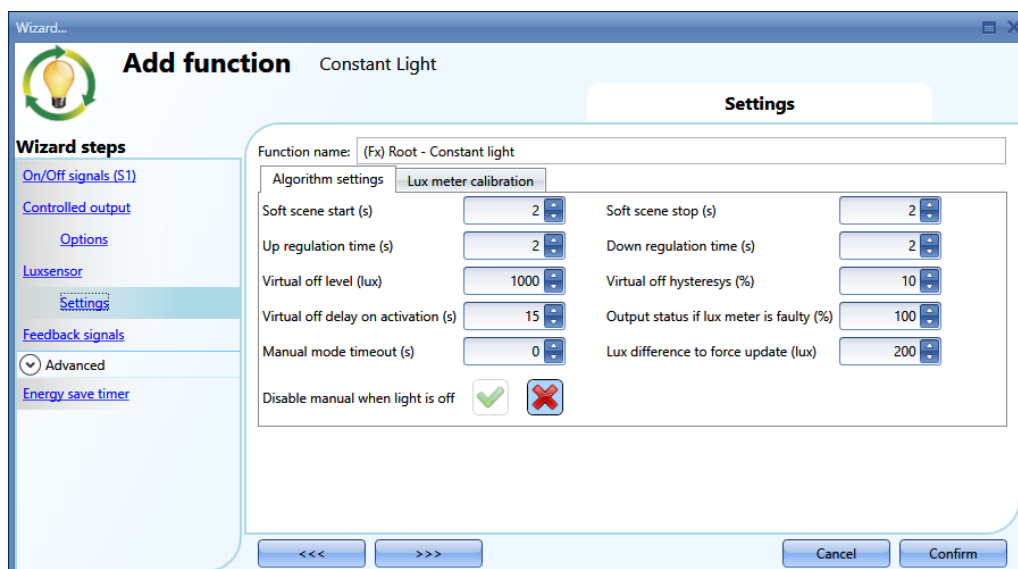 Wizard...
Add function Constant Light
Settings
Wizard steps
On/Off signals (S1)
Controlled output
Options
Luxsensor
Settings
Feedback signals
Advanced
Energy save timer
Function name: (Fx) Root - Constant light
Algorithm settings Lux meter calibration
Soft scene start (s) 2 Soft scene stop (s) 2
Up regulation time (s) 2 Down regulation time (s) 2
Virtual off level (lux) 1000 Virtual off hysteresys (%) 10
Virtual off delay on activation (s) 15 Output status if lux meter is faulty (%) 100
Manual mode timeout (s) 0 Lux difference to force update (lux) 200
Disable manual when light is off
<<< >>> Cancel Confirm